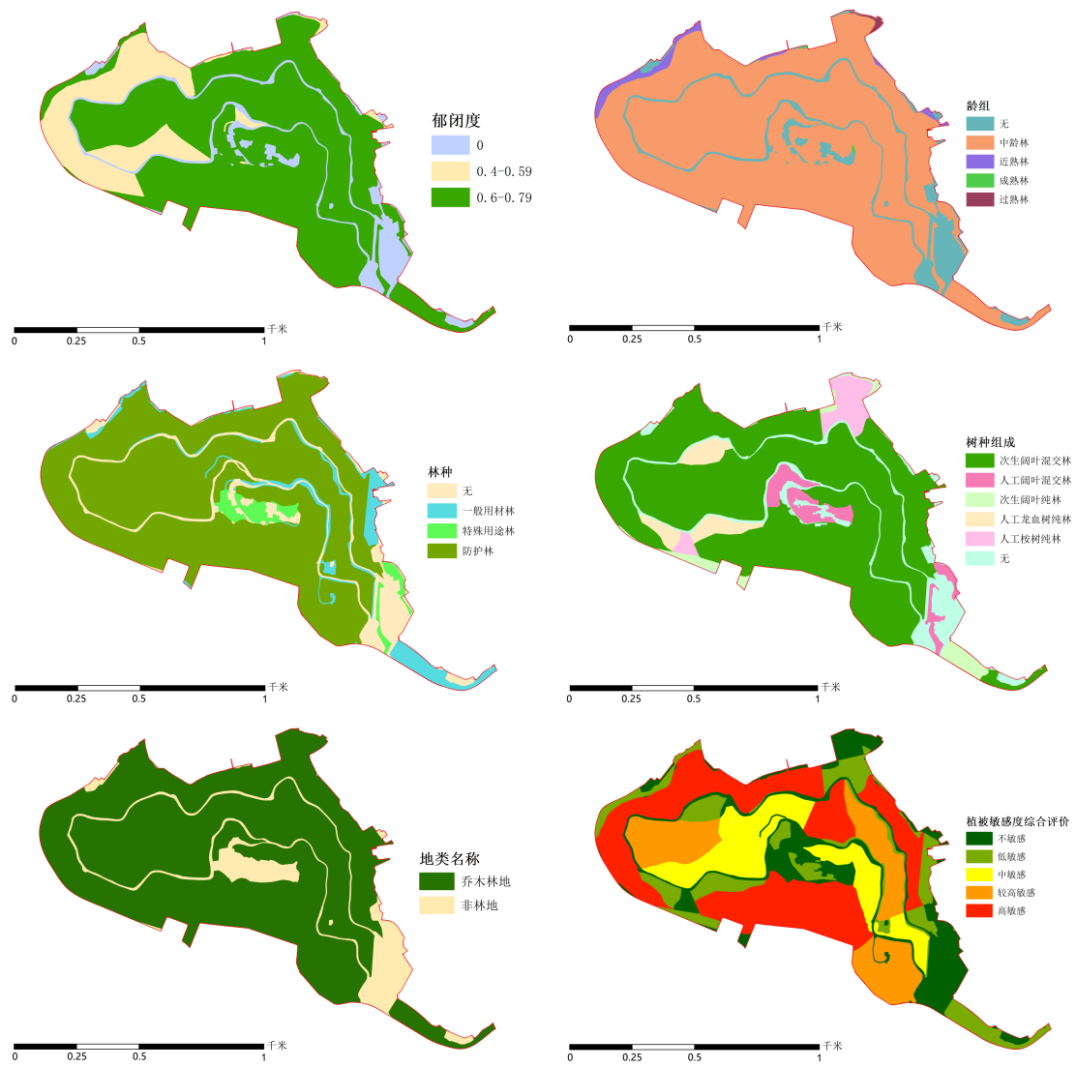 郁闭度
0
0.4-0.59
0.6-0.79
千米
0 0.25 0.5 1
龄组
无
中龄林
近熟林
成熟林
过熟林
千米
0 0.25 0.5 1
林种
无
一般用材林
特殊用途林
防护林
千米
0 0.25 0.5 1
树种组成
次生阔叶混交林
人工阔叶混交林
次生阔叶纯林
人工龙血树纯林
人工桉树纯林
无
千米
0 0.25 0.5 1
地类名称
乔木林地
非林地
千米
0 0.25 0.5 1
植被敏感度综合评价
不敏感
低敏感
中敏感
较高敏感
高敏感
千米
0 0.25 0.5 1